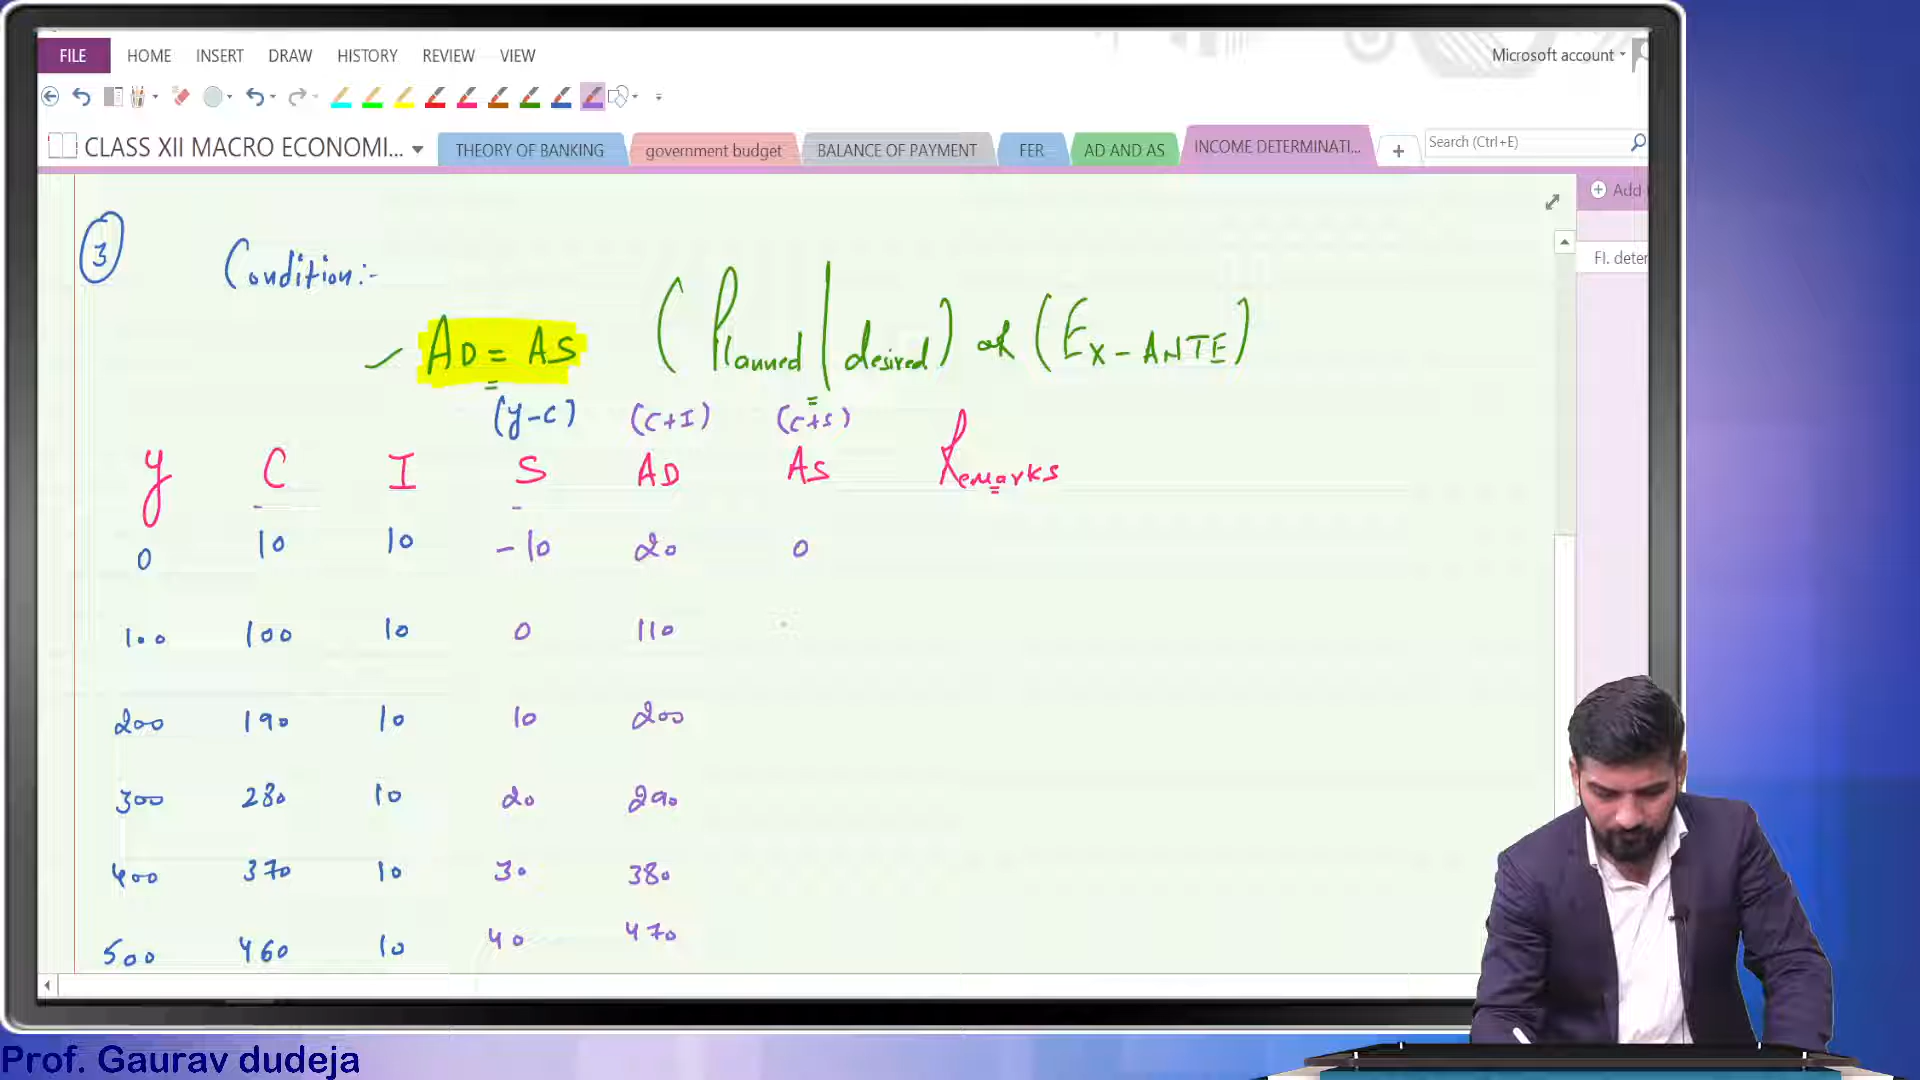 FILE HOME INSERT DRAW HISTORY REVIEW VIEW Microsoft account
CLASS XII MACRO ECONOMI... THEORY OF BANKING government budget BALANCE OF PAYMENT FER AD AND AS INCOME DETERMINATI... + Search (Ctrl+E)
Add
3 Condition:-
FI. deter
AD = AS (Planned | desired) or (EX-ANTE)
(y-c) (C+I) (C+S)
y C I S AD AS Remarks
0 10 10 -10 20 0
100 100 10 0 110
200 190 10 10 200
300 280 10 20 290
400 370 10 30 380
500 460 10 40 470
Prof. Gaurav dudeja